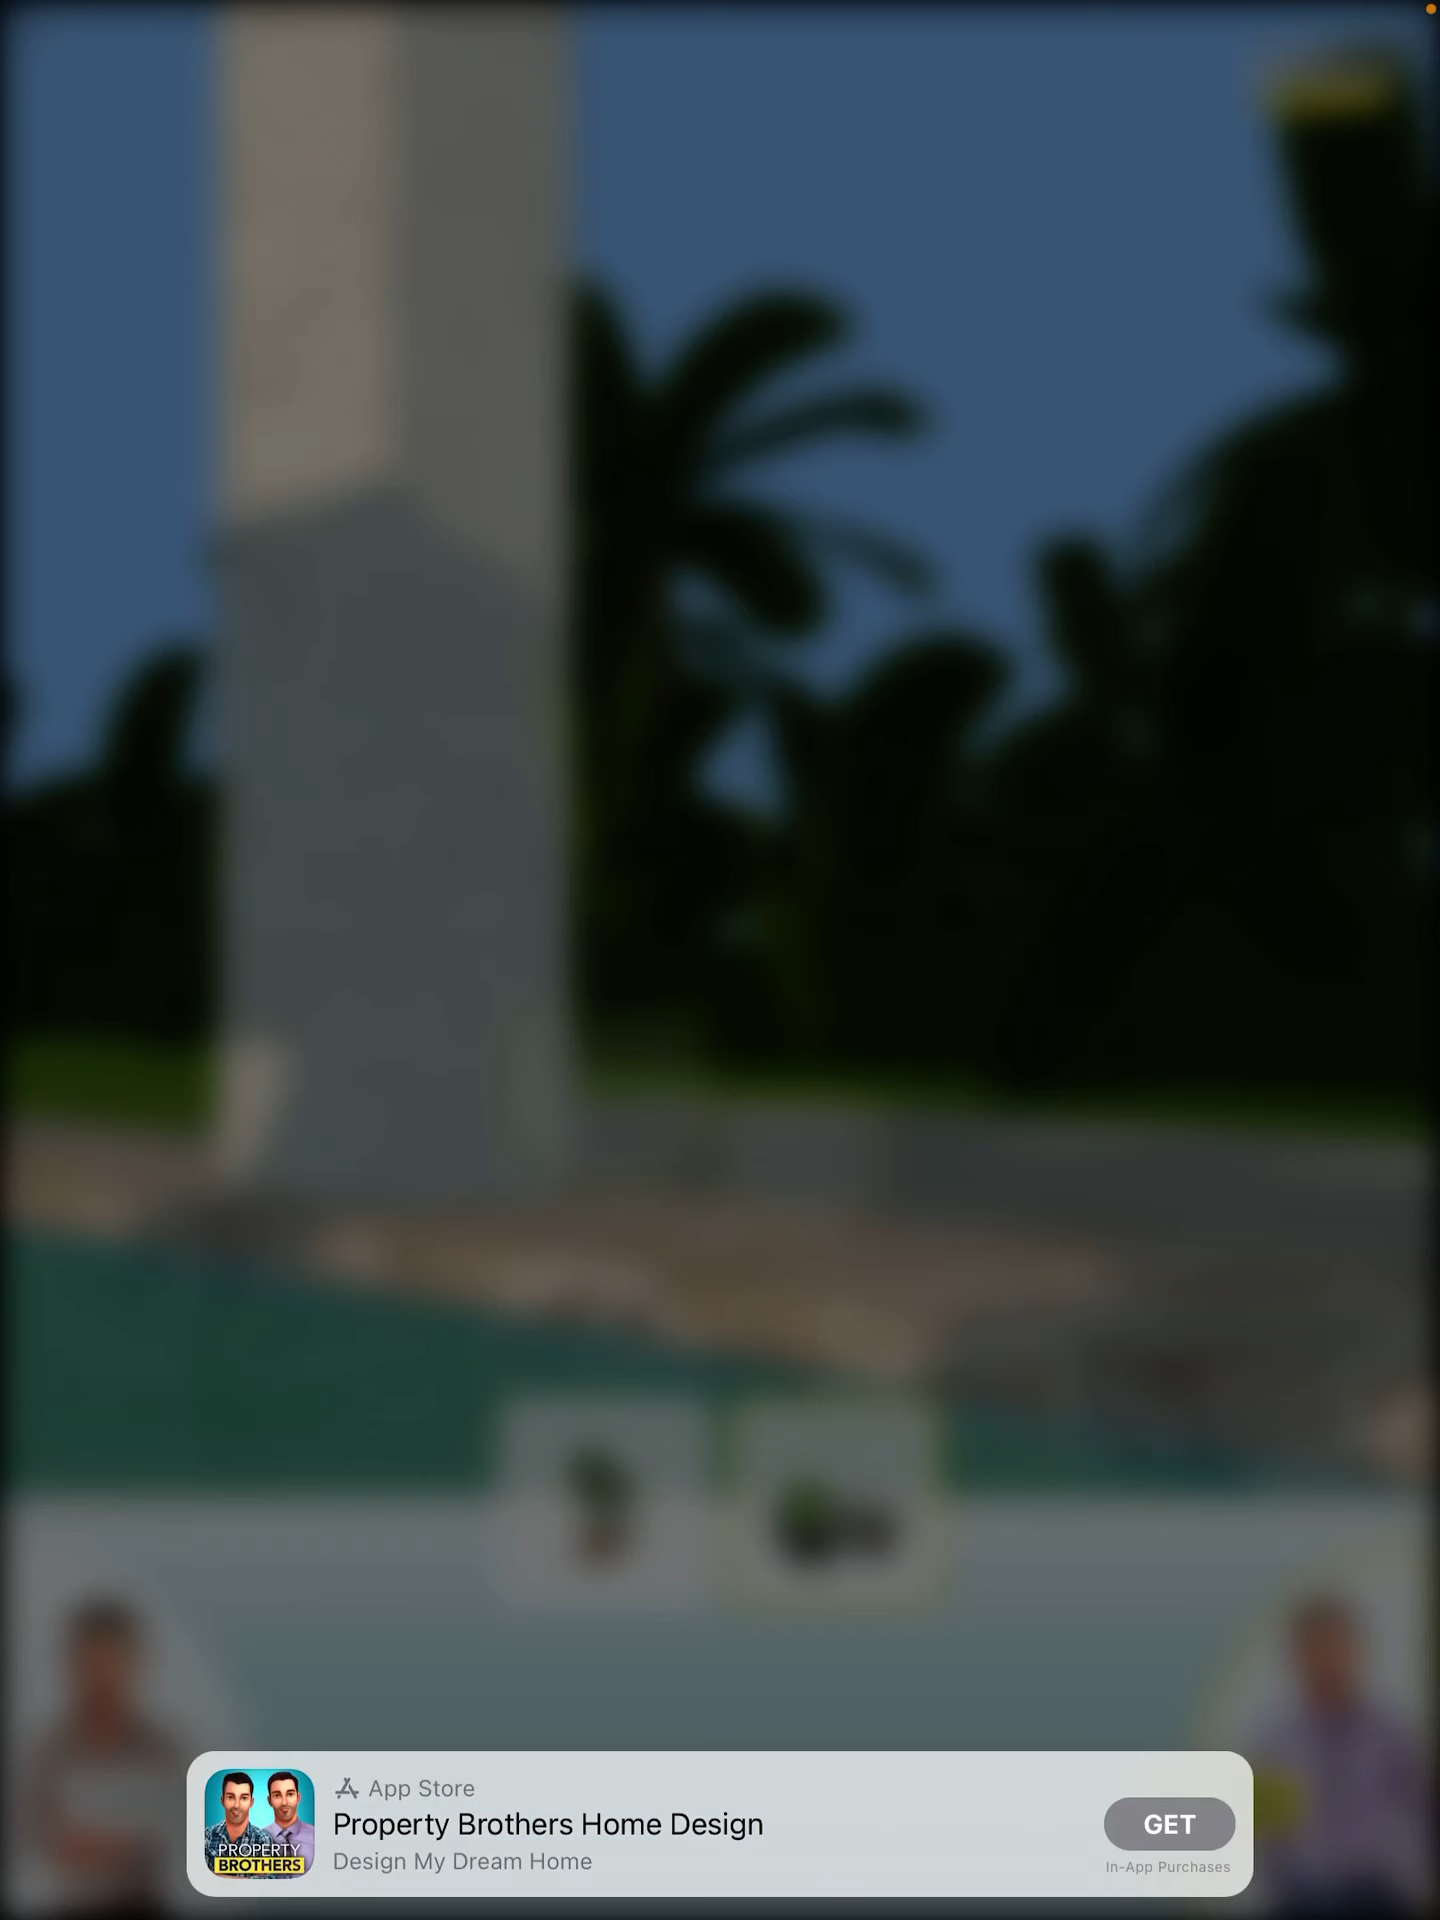 App Store
Property Brothers Home Design
Design My Dream Home
GET
In-App Purchases
PROPERTY
BROTHERS